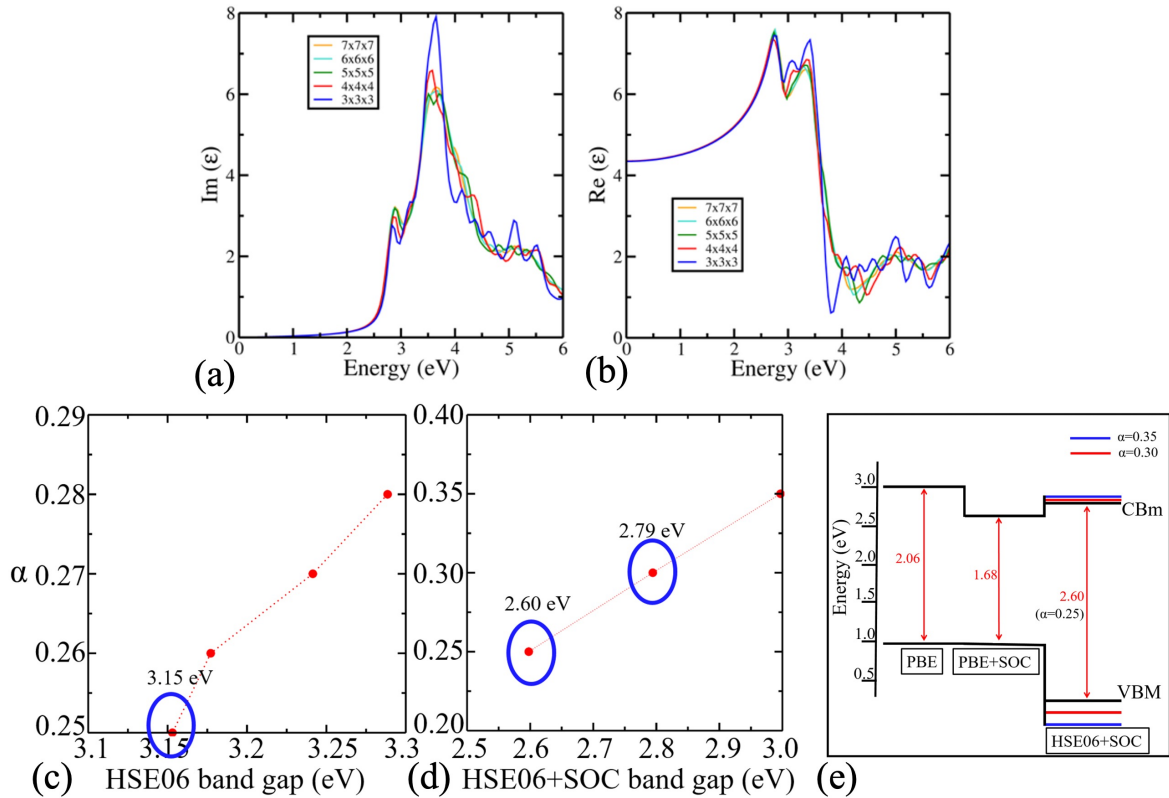 8
6
4
2
0
Im (ε)
7x7x7
6x6x6
5x5x5
4x4x4
3x3x3
0 1 2 3 4 5 6
Energy (eV)
(a)
8
6
4
2
0
Re (ε)
7x7x7
6x6x6
5x5x5
4x4x4
3x3x3
0 1 2 3 4 5 6
Energy (eV)
(b)
0.29
0.28
0.27
0.26
0.25
α
3.15 eV
3.1 3.15 3.2 3.25 3.3
HSE06 band gap (eV)
(c)
0.40
0.35
0.30
0.25
0.20
2.79 eV
2.60 eV
2.5 2.6 2.7 2.8 2.9 3.0
HSE06+SOC band gap (eV)
(d)
α=0.35
α=0.30
3.0
2.5
2.0
1.5
1.0
0.5
Energy (eV)
CBm
2.06
1.68
2.60
(α=0.25)
PBE
PBE+SOC
VBM
HSE06+SOC
(e)